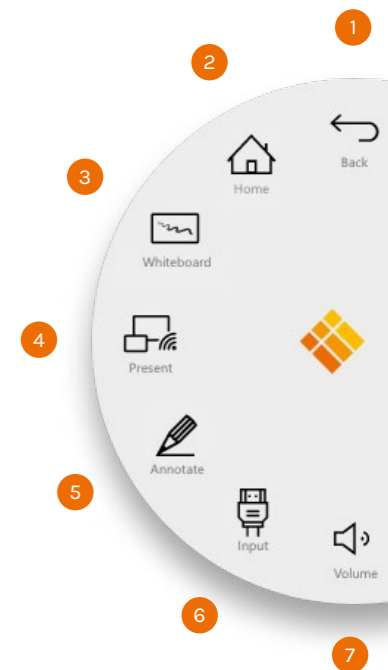 1
Back
2
Home
3
Whiteboard
4
Present
5
Annotate
6
Input
7
Volume